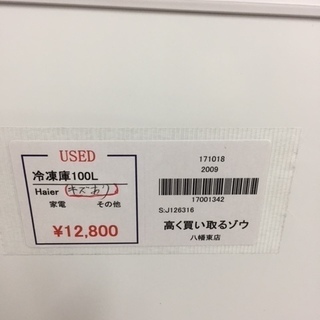 USED
冷凍庫100L
Haier キズあり
家電 その他
¥12,800
171018
2009
17001342
S:J126316
高く買い取るゾウ
八幡東店